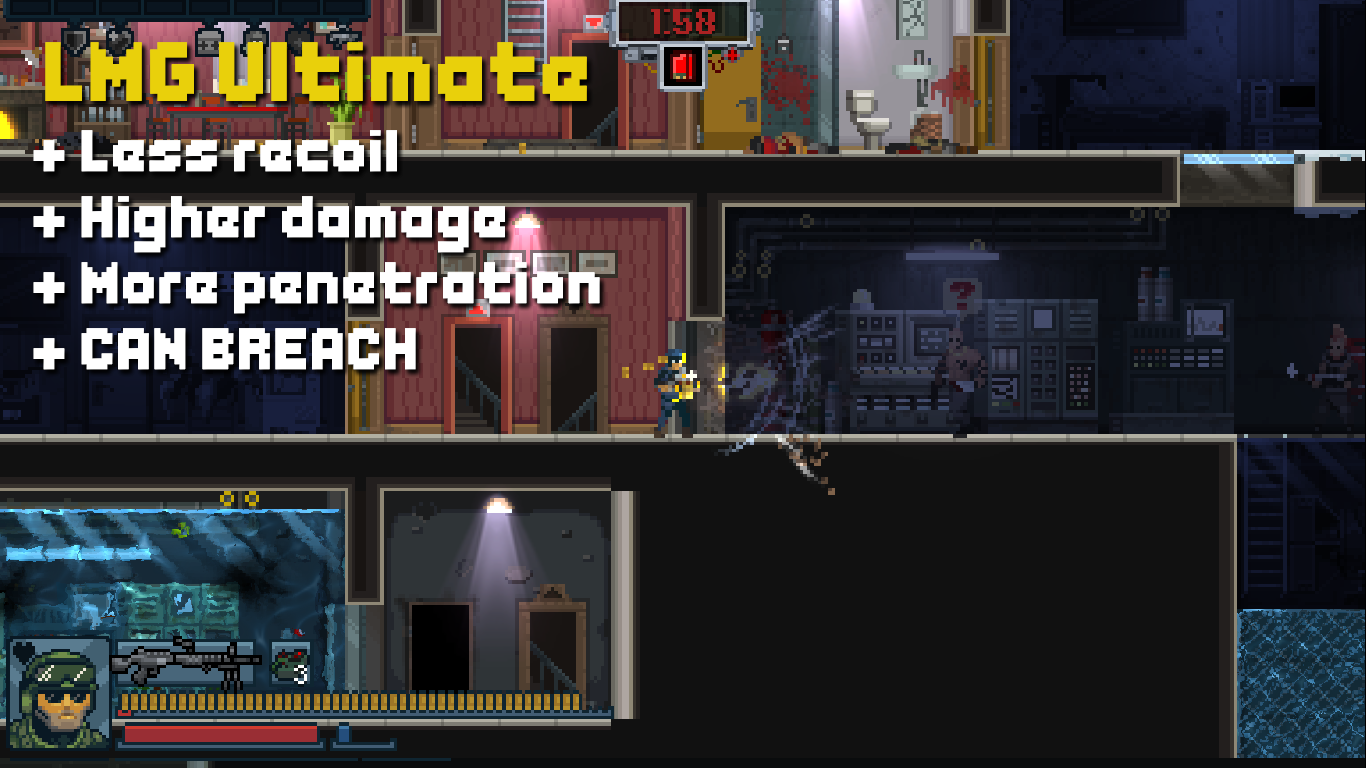 1:58
LMG Ultimate
+ Less recoil
+ Higher damage
+ More penetration
+ CAN BREACH
?
3